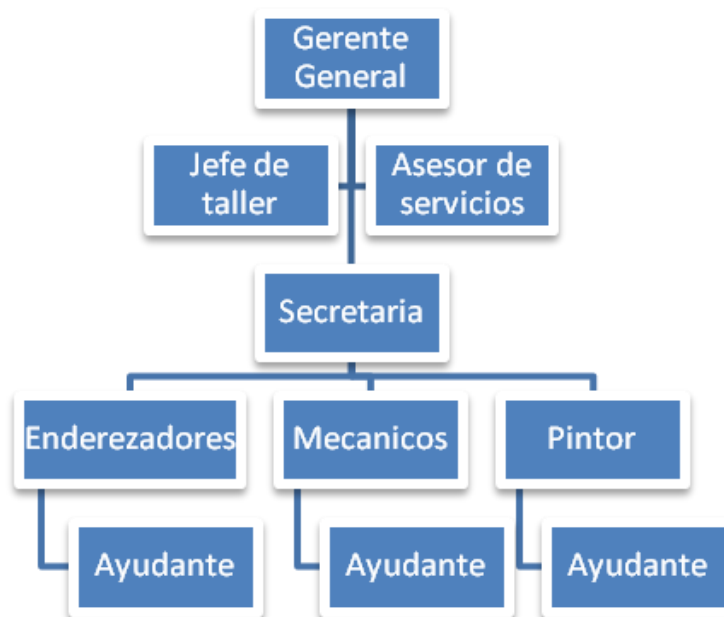 Gerente
General
Jefe de
taller
Asesor de
servicios
Secretaria
Enderezadores
Mecanicos
Pintor
Ayudante
Ayudante
Ayudante